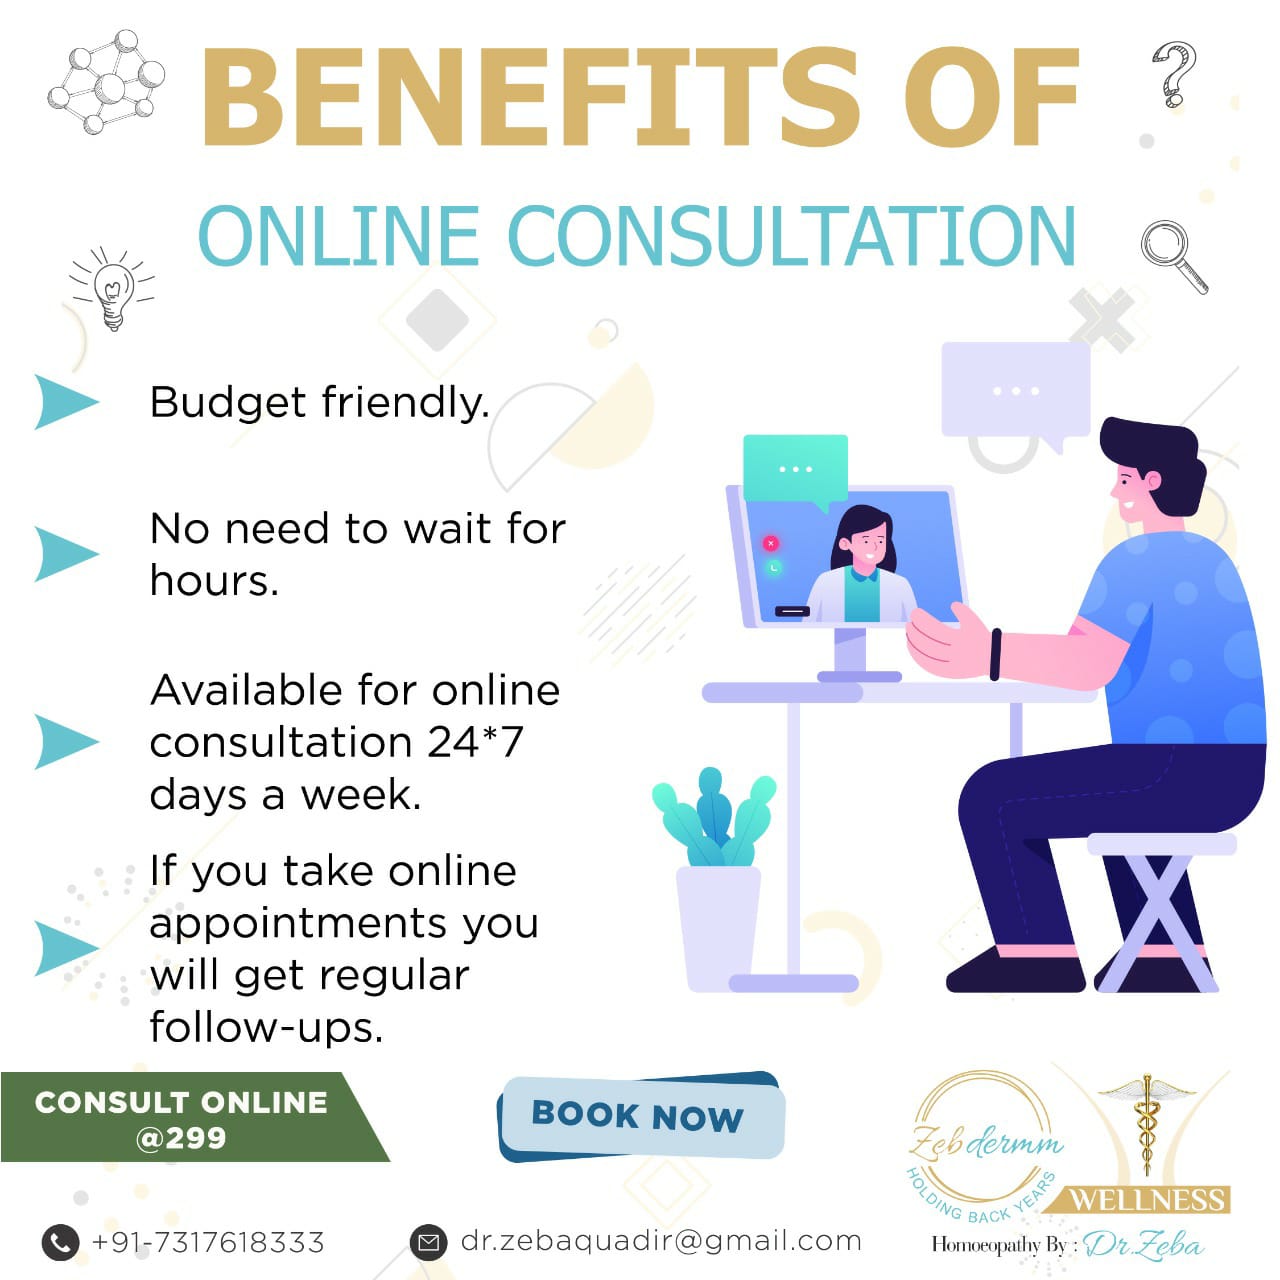 BENEFITS OF
ONLINE CONSULTATION
Budget friendly.
No need to wait for
hours.
Available for online
consultation 24*7
days a week.
If you take online
appointments you
will get regular
follow-ups.
CONSULT ONLINE
@299
BOOK NOW
Zebdermm
HOLDING BACK YEARS
WELLNESS
Homoeopathy By : Dr.Zeba
+91-7317618333
dr.zebaquadir@gmail.com